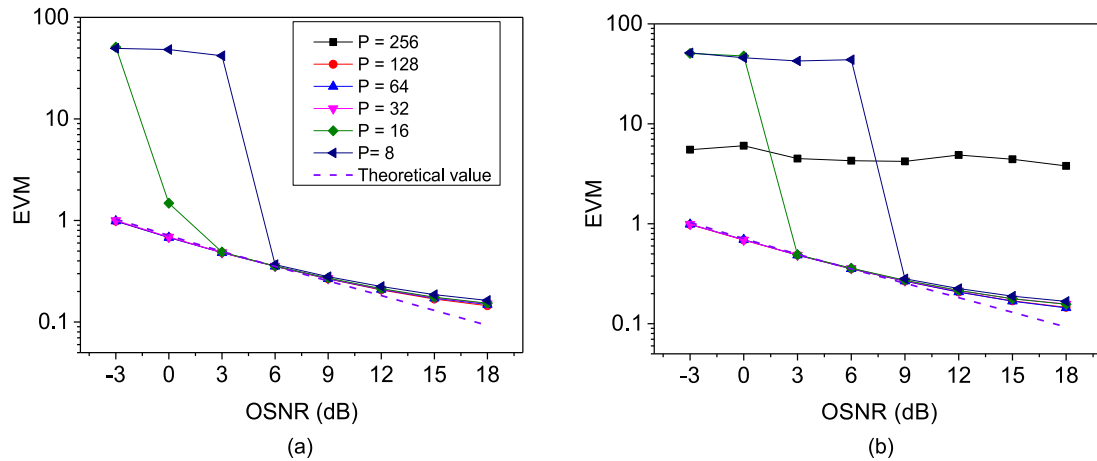 100
10
1
0.1
EVM
-3 0 3 6 9 12 15 18
OSNR (dB)
(a)
P = 256
P = 128
P = 64
P = 32
P = 16
P= 8
Theoretical value
100
10
1
0.1
EVM
-3 0 3 6 9 12 15 18
OSNR (dB)
(b)